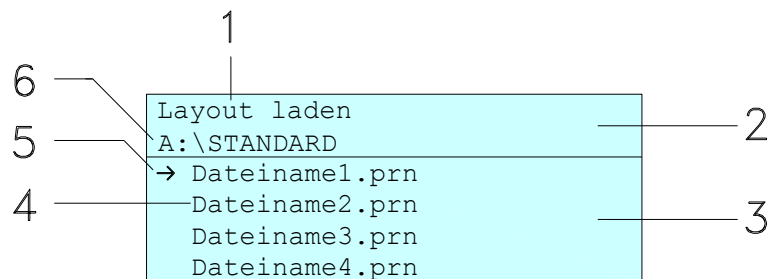 1
6
Layout laden
2
A:\STANDARD
5
→ Dateiname1.prn
4
Dateiname2.prn
3
Dateiname3.prn
Dateiname4.prn